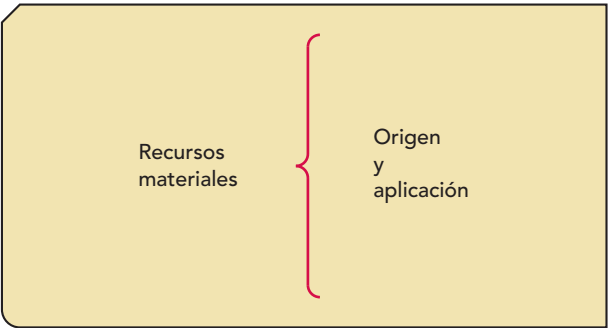 Recursos
materiales
Origen
y
aplicación